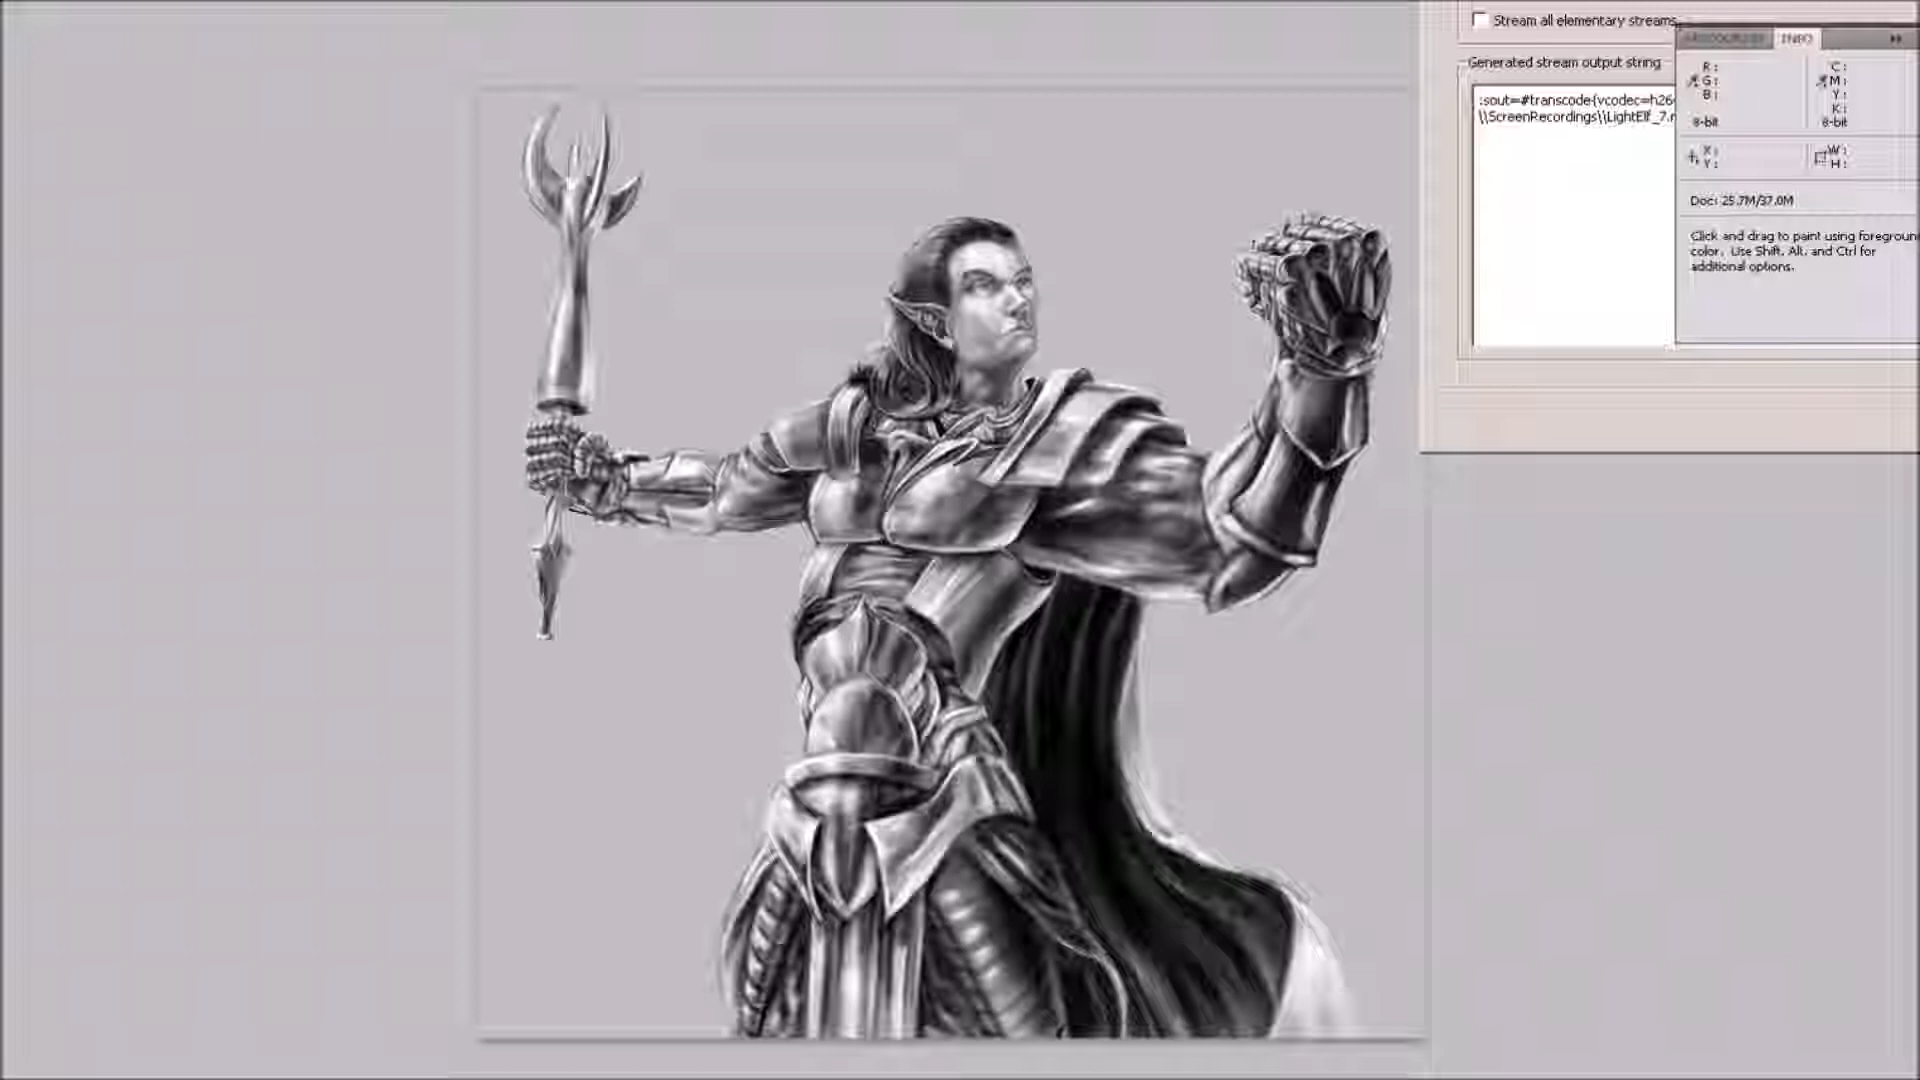 Stream all elementary streams
Generated stream output string
:sout=#transcode{vcodec=h26
\\ScreenRecordings\\LightElf_7.
INFO
R :
G :
B :
8-bit
C :
M :
Y :
K :
8-bit
X :
Y :
W :
H :
Doc: 25.7M/37.0M
Click and drag to paint using foreground
color. Use Shift, Alt, and Ctrl for
additional options.